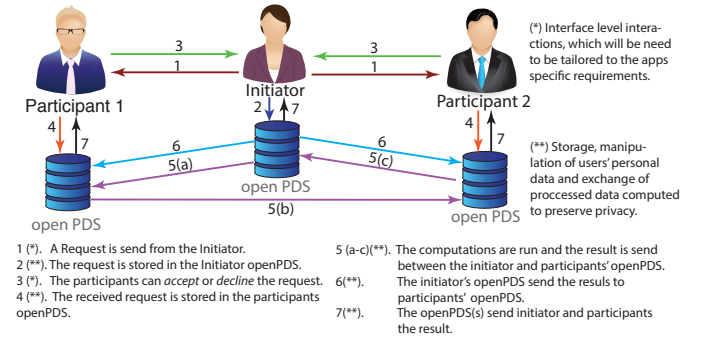 3
1
3
1
(*) Interface level intera-
ctions, which will be need
to be tailored to the apps
specific requirements.
Participant 1
Initiator
Participant 2
4
7
2
7
4
7
6
5(a)
6
5(c)
5(b)
open PDS
open PDS
open PDS
(**) Storage, manipu-
lation of users' personal
data and exchange of
proccessed data computed
to preserve privacy.
1 (*). A Request is send from the Initiator.
2 (**). The request is stored in the Initiator openPDS.
3 (*). The participants can accept or decline the request.
4 (**). The received request is stored in the participants
openPDS.
5 (a-c)(**). The computations are run and the result is send
between the initiator and participants' openPDS.
6(**). The initiator's openPDS send the resuls to
participants' openPDS.
7(**). The openPDS(s) send initiator and participants
the result.